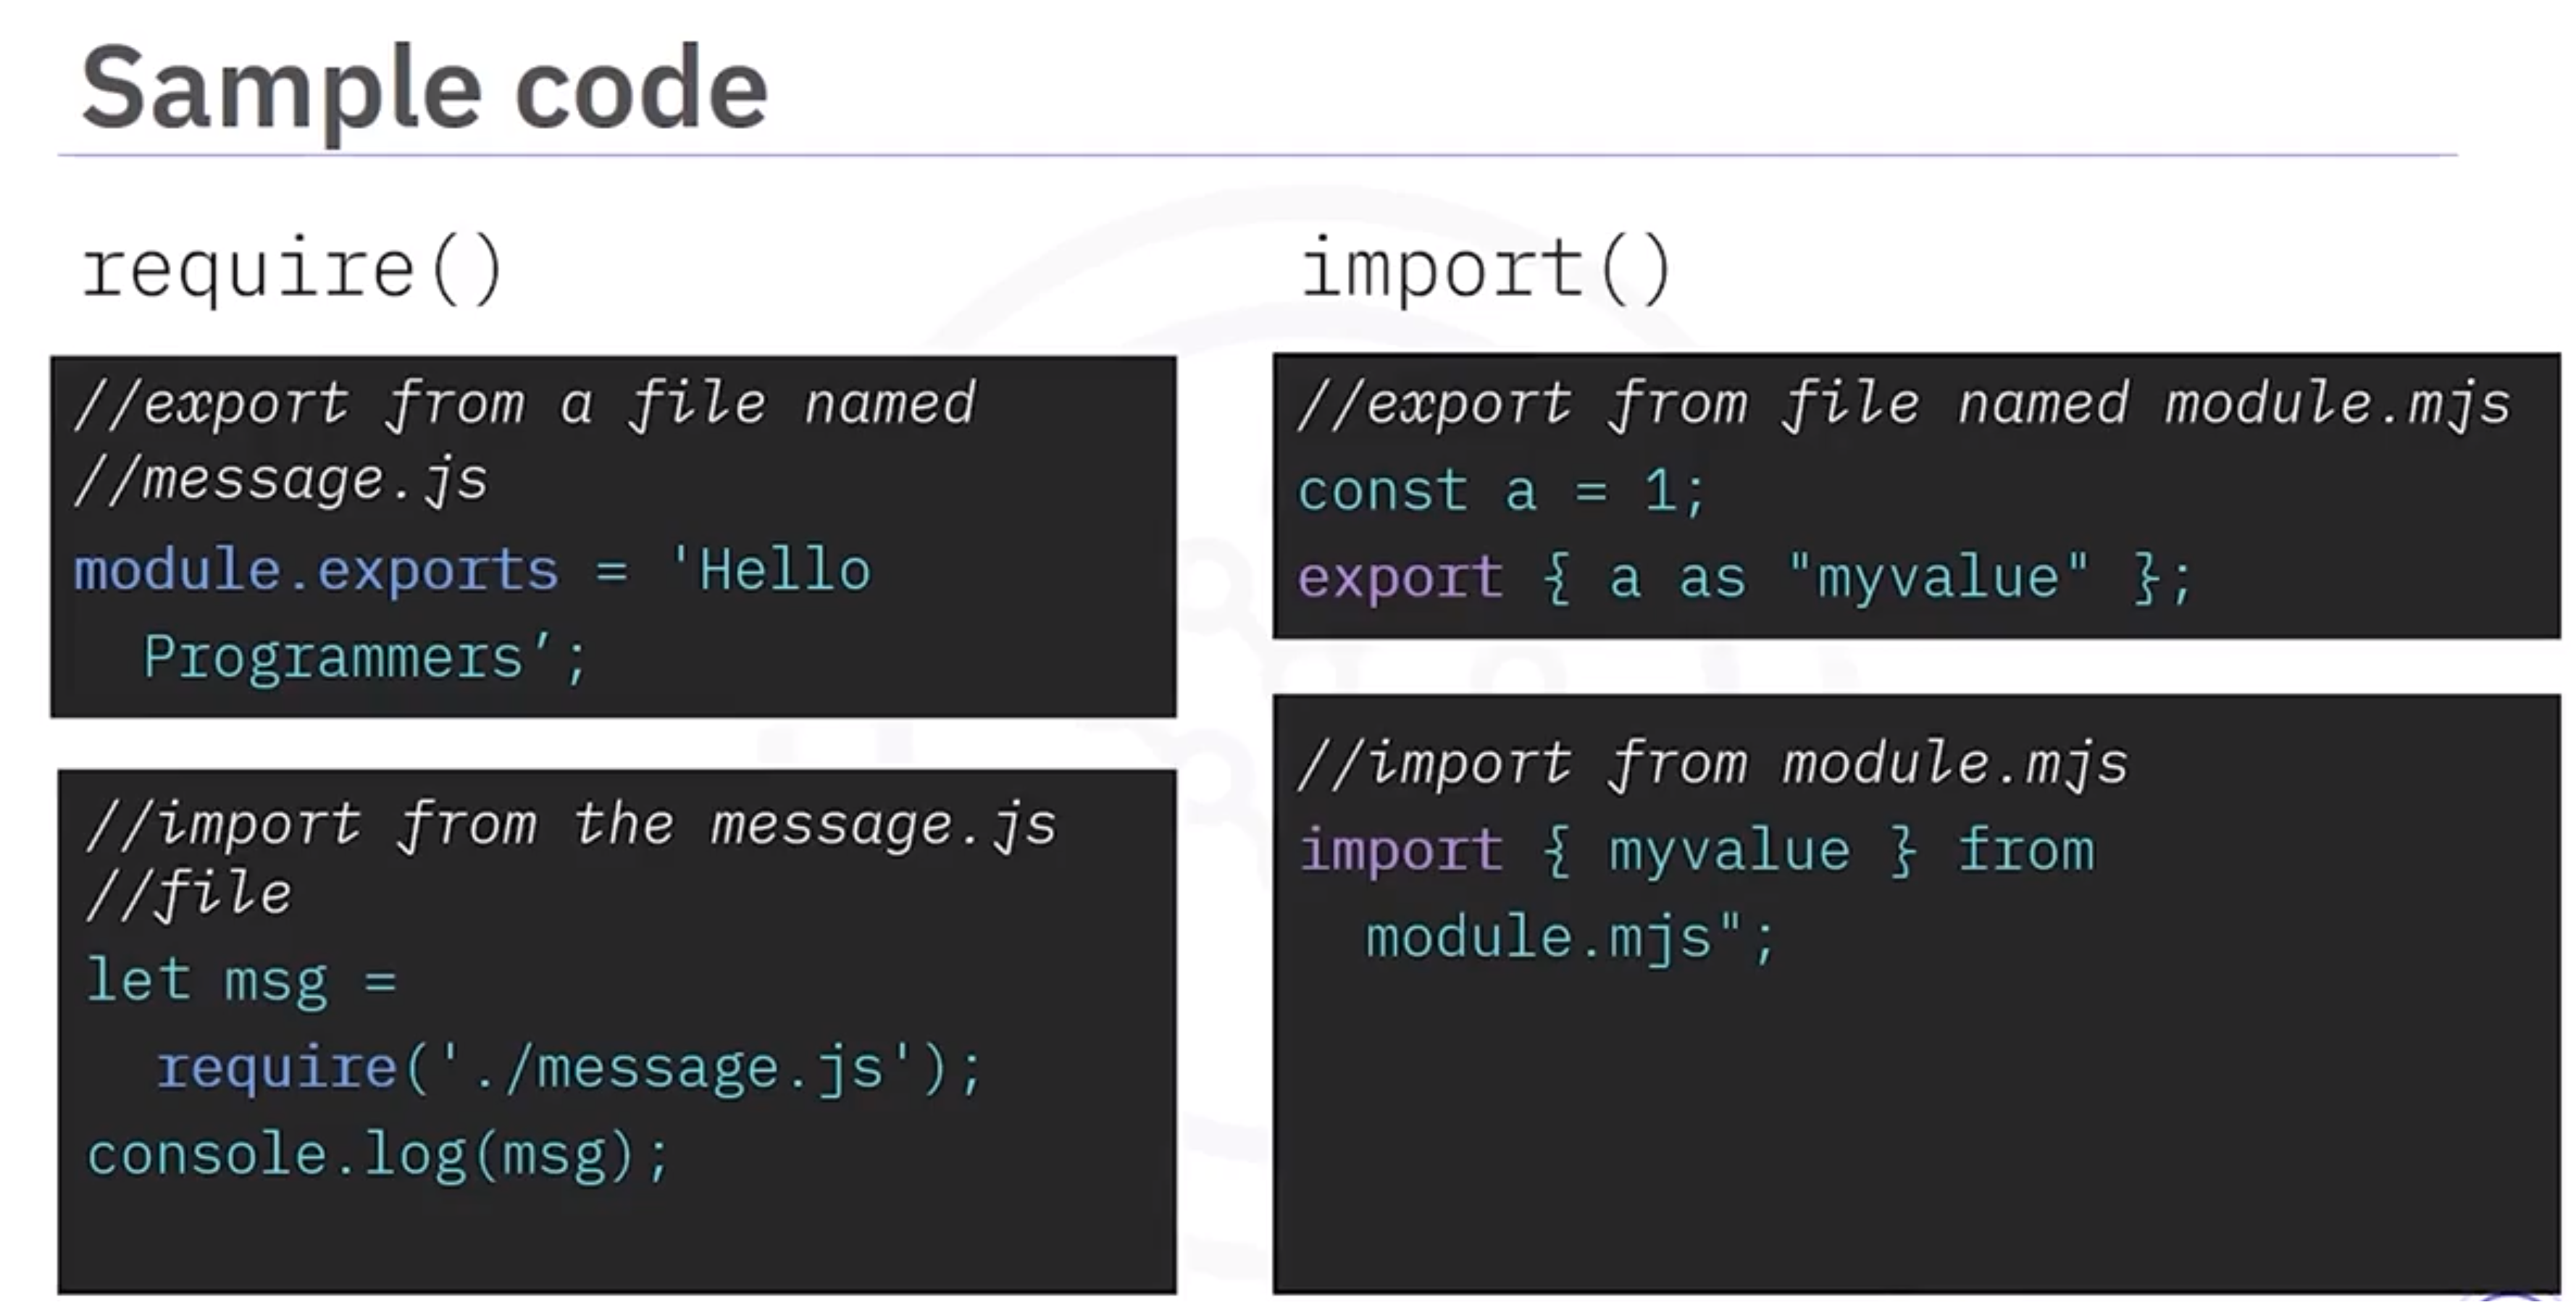 Sample code
require()
//export from a file named
//message.js
module.exports = 'Hello
Programmers’;
//import from the message.js
//file
let msg =
require('./message.js');
console.log(msg);
import()
//export from file named module.mjs
const a = 1;
export { a as "myvalue" };
//import from module.mjs
import { myvalue } from
module.mjs";